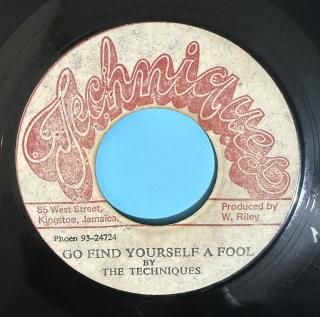 Techniques
85 West Street,
Kingston, Jamaica.
Produced by
W. Riley
Phoen 93-24724
GO FIND YOURSELF A FOOL
BY
THE TECHNIQUES